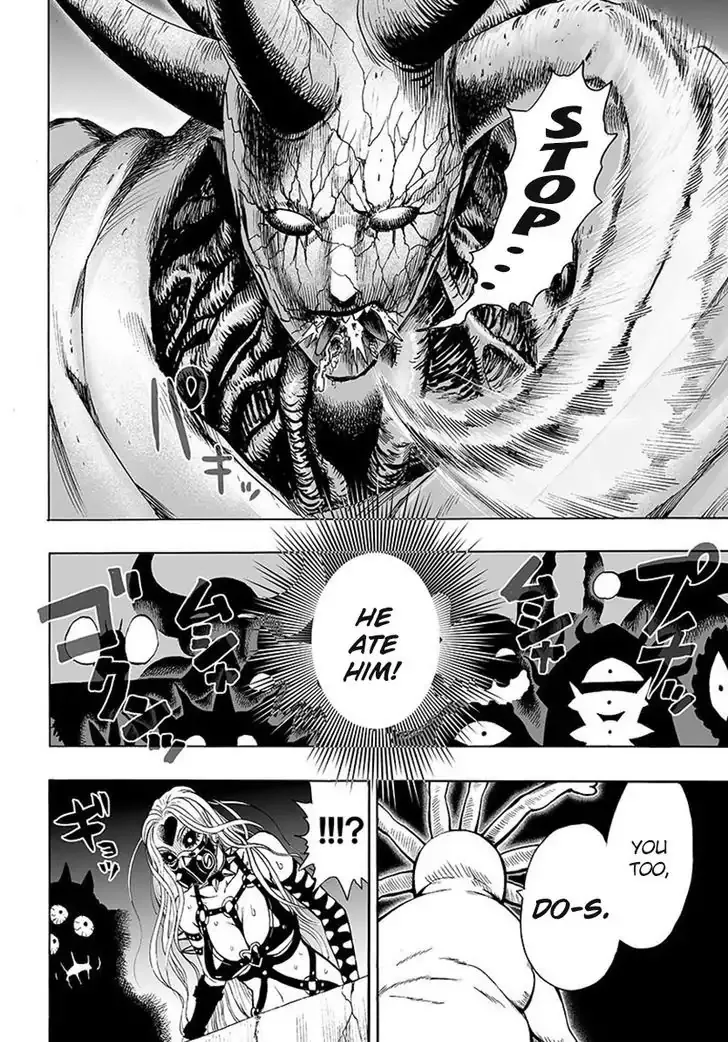 STOP...
パ
キ
ッ
HE
ATE
HIM!
プ
チ
ッ
ムシャ
ムシャ
ゴ
ク
ン
YOU
TOO,
DO-S.
!!!?
ギョッ